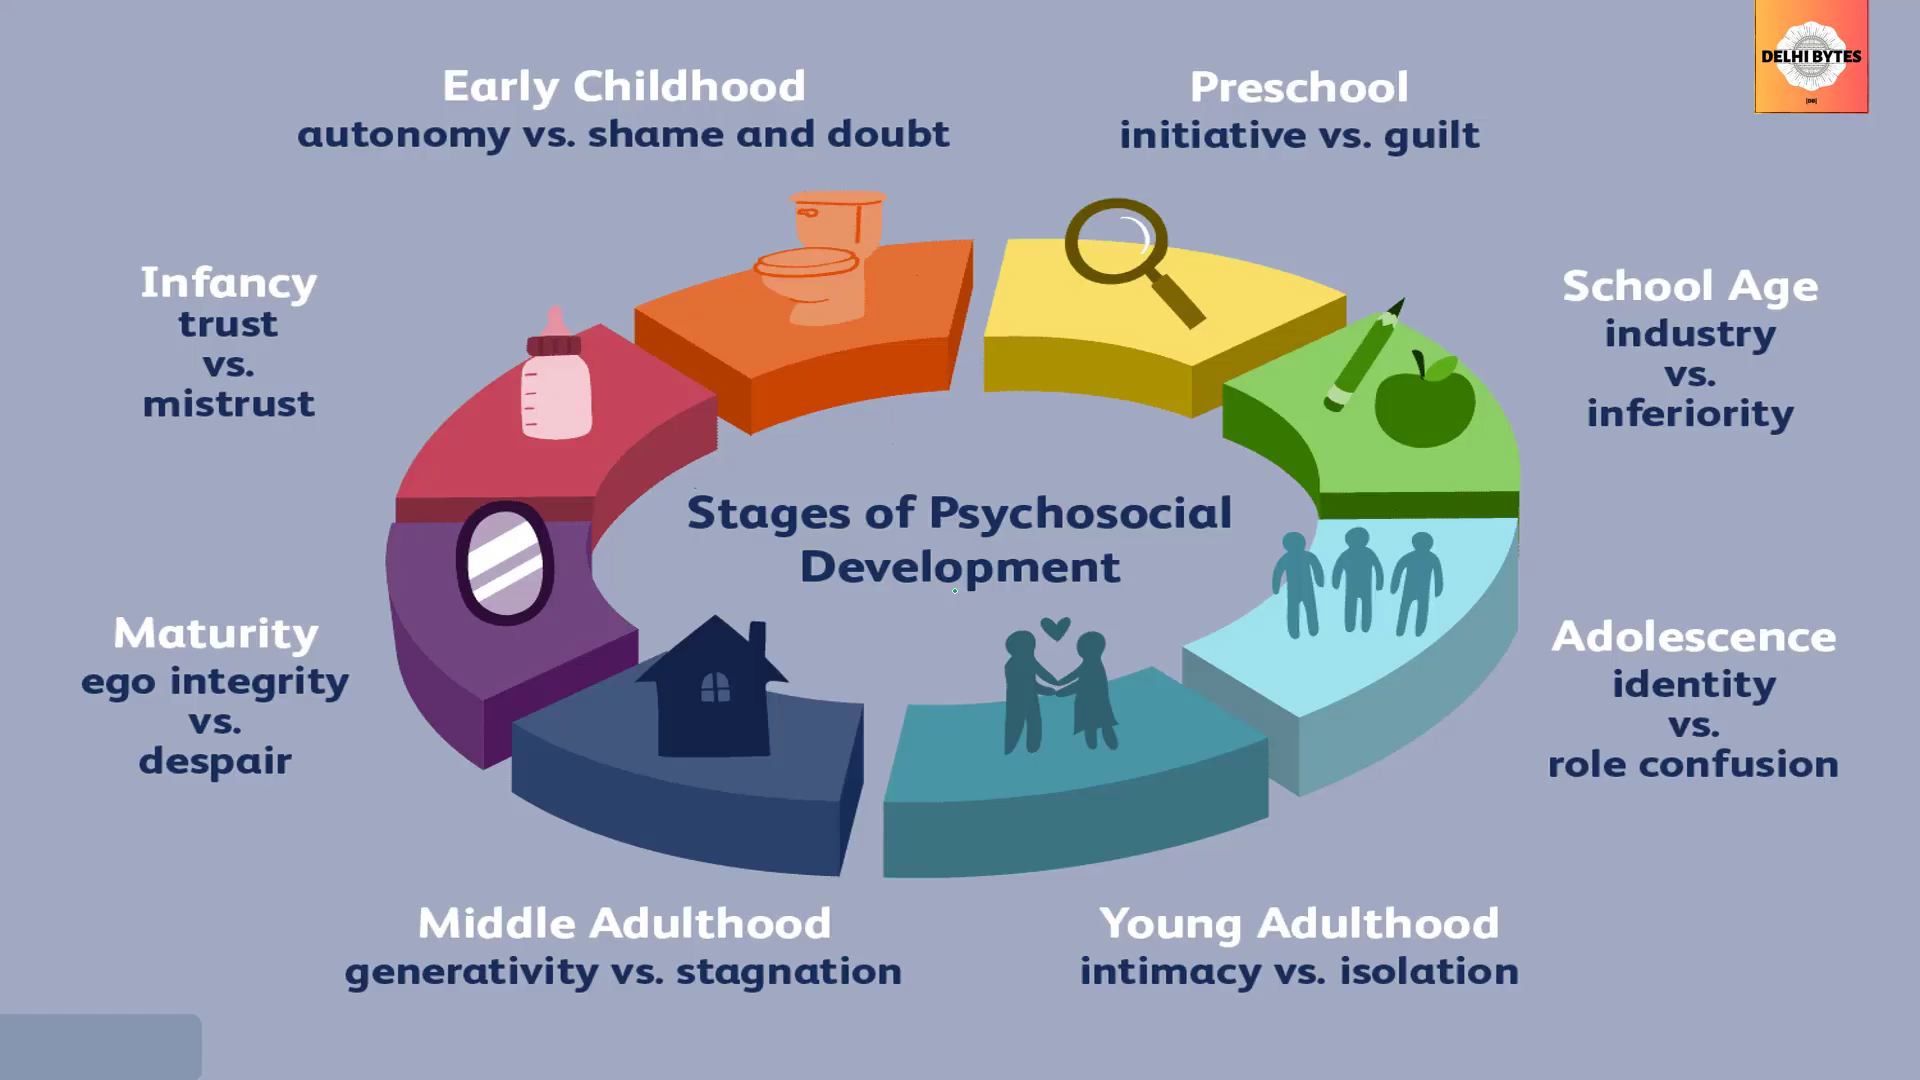 DELHI BYTES
[DB]
Early Childhood
autonomy vs. shame and doubt
Preschool
initiative vs. guilt
Infancy
trust
vs.
mistrust
School Age
industry
vs.
inferiority
Stages of Psychosocial
Development
Maturity
ego integrity
vs.
despair
Adolescence
identity
vs.
role confusion
Middle Adulthood
generativity vs. stagnation
Young Adulthood
intimacy vs. isolation